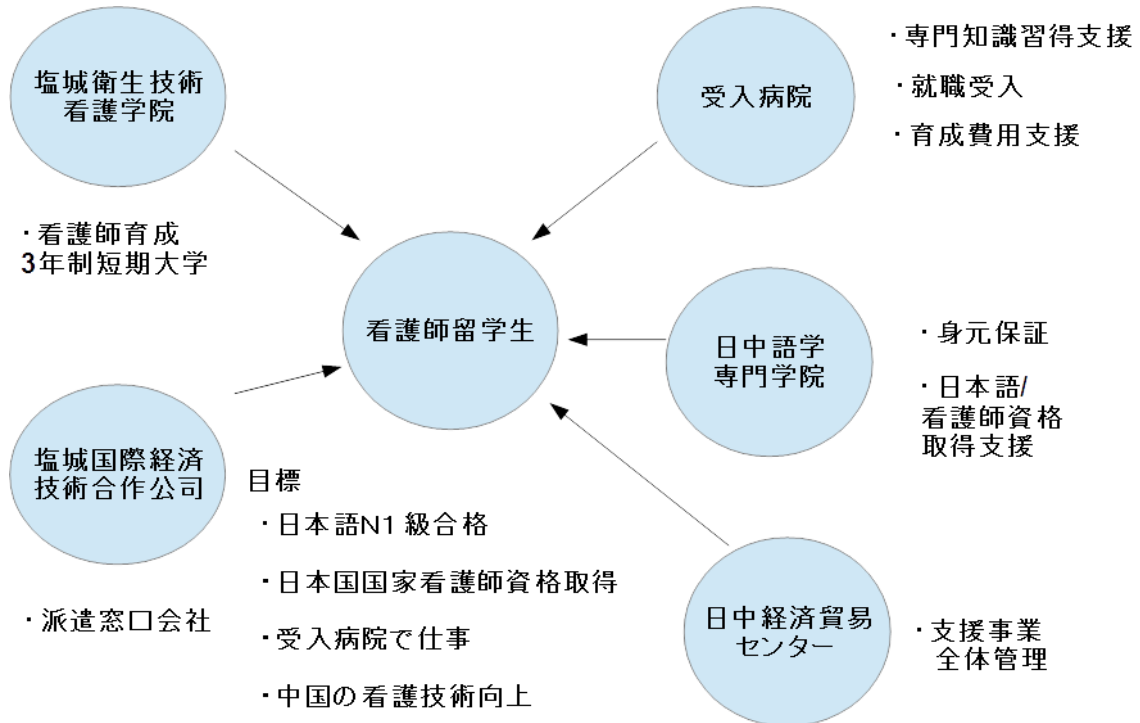 塩城衛生技術
看護学院
・看護師育成
3年制短期大学
受入病院
・専門知識習得支援
・就職受入
・育成費用支援
看護師留学生
日中語学
専門学院
・身元保証
・日本語/
看護師資格
取得支援
塩城国際経済
技術合作公司
・派遣窓口会社
目標
・日本語N1 級合格
・日本国国家看護師資格取得
・受入病院で仕事
・中国の看護技術向上
日中経済貿易
センター
・支援事業
全体管理